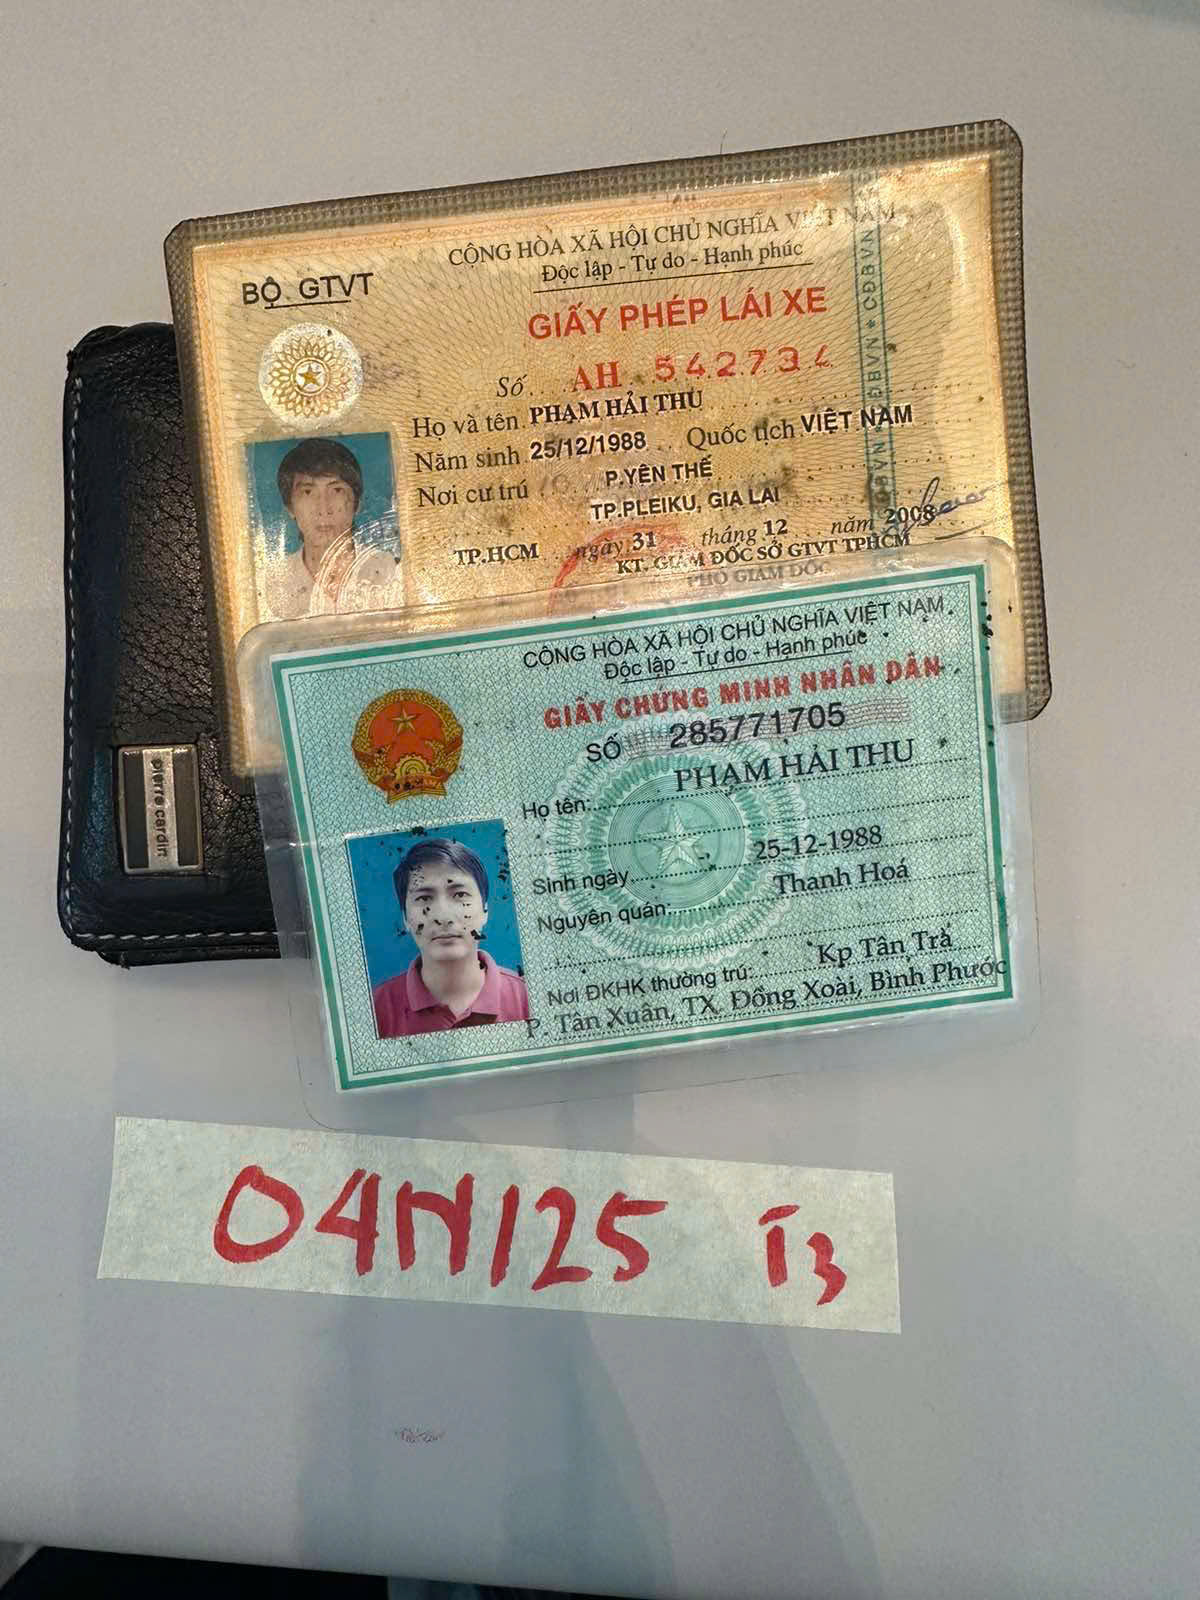 CỘNG HÒA XÃ HỘI CHỦ NGHĨA VIỆT NAM
Độc lập - Tự do - Hạnh phúc
BỘ GTVT
GIẤY PHÉP LÁI XE
Số AH 542734
Họ và tên PHẠM HẢI THU
Năm sinh 25/12/1988 Quốc tịch VIỆT NAM
Nơi cư trú P.YÊN THẾ
TP.PLEIKU, GIA LAI
TP.HCM ngày 31 tháng 12 năm 2008
KT. GIÁM ĐỐC SỞ GTVT TPHCM
PHÓ GIÁM ĐỐC
CĐBVN * CĐBVN * CĐBVN
pierre cardin
CỘNG HÒA XÃ HỘI CHỦ NGHĨA VIỆT NAM
Độc lập - Tự do - Hạnh phúc
GIẤY CHỨNG MINH NHÂN DÂN
SỐ 285771705
Họ tên: PHẠM HẢI THU
Sinh ngày 25-12-1988
Nguyên quán: Thanh Hoá
Nơi ĐKHK thường trú: Kp Tân Trà
P. Tân Xuân, TX. Đồng Xoài, Bình Phước
04N125